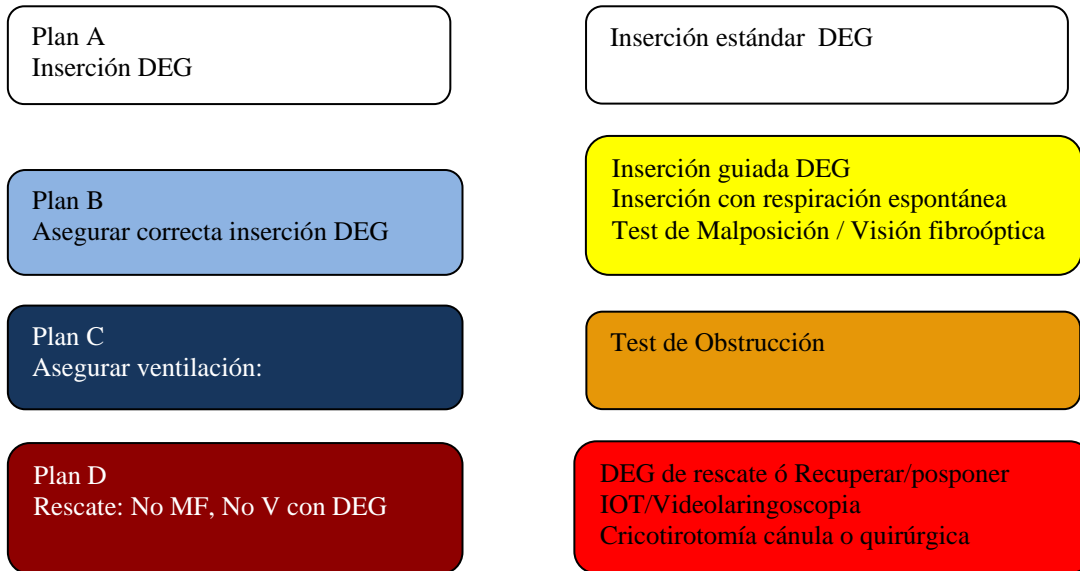 Plan A
Inserción DEG
Inserción estándar DEG
Plan B
Asegurar correcta inserción DEG
Inserción guiada DEG
Inserción con respiración espontánea
Test de Malposición / Visión fibroóptica
Plan C
Asegurar ventilación:
Test de Obstrucción
Plan D
Rescate: No MF, No V con DEG
DEG de rescate ó Recuperar/posponer
IOT/Videolaringoscopia
Cricotirotomía cánula o quirúrgica